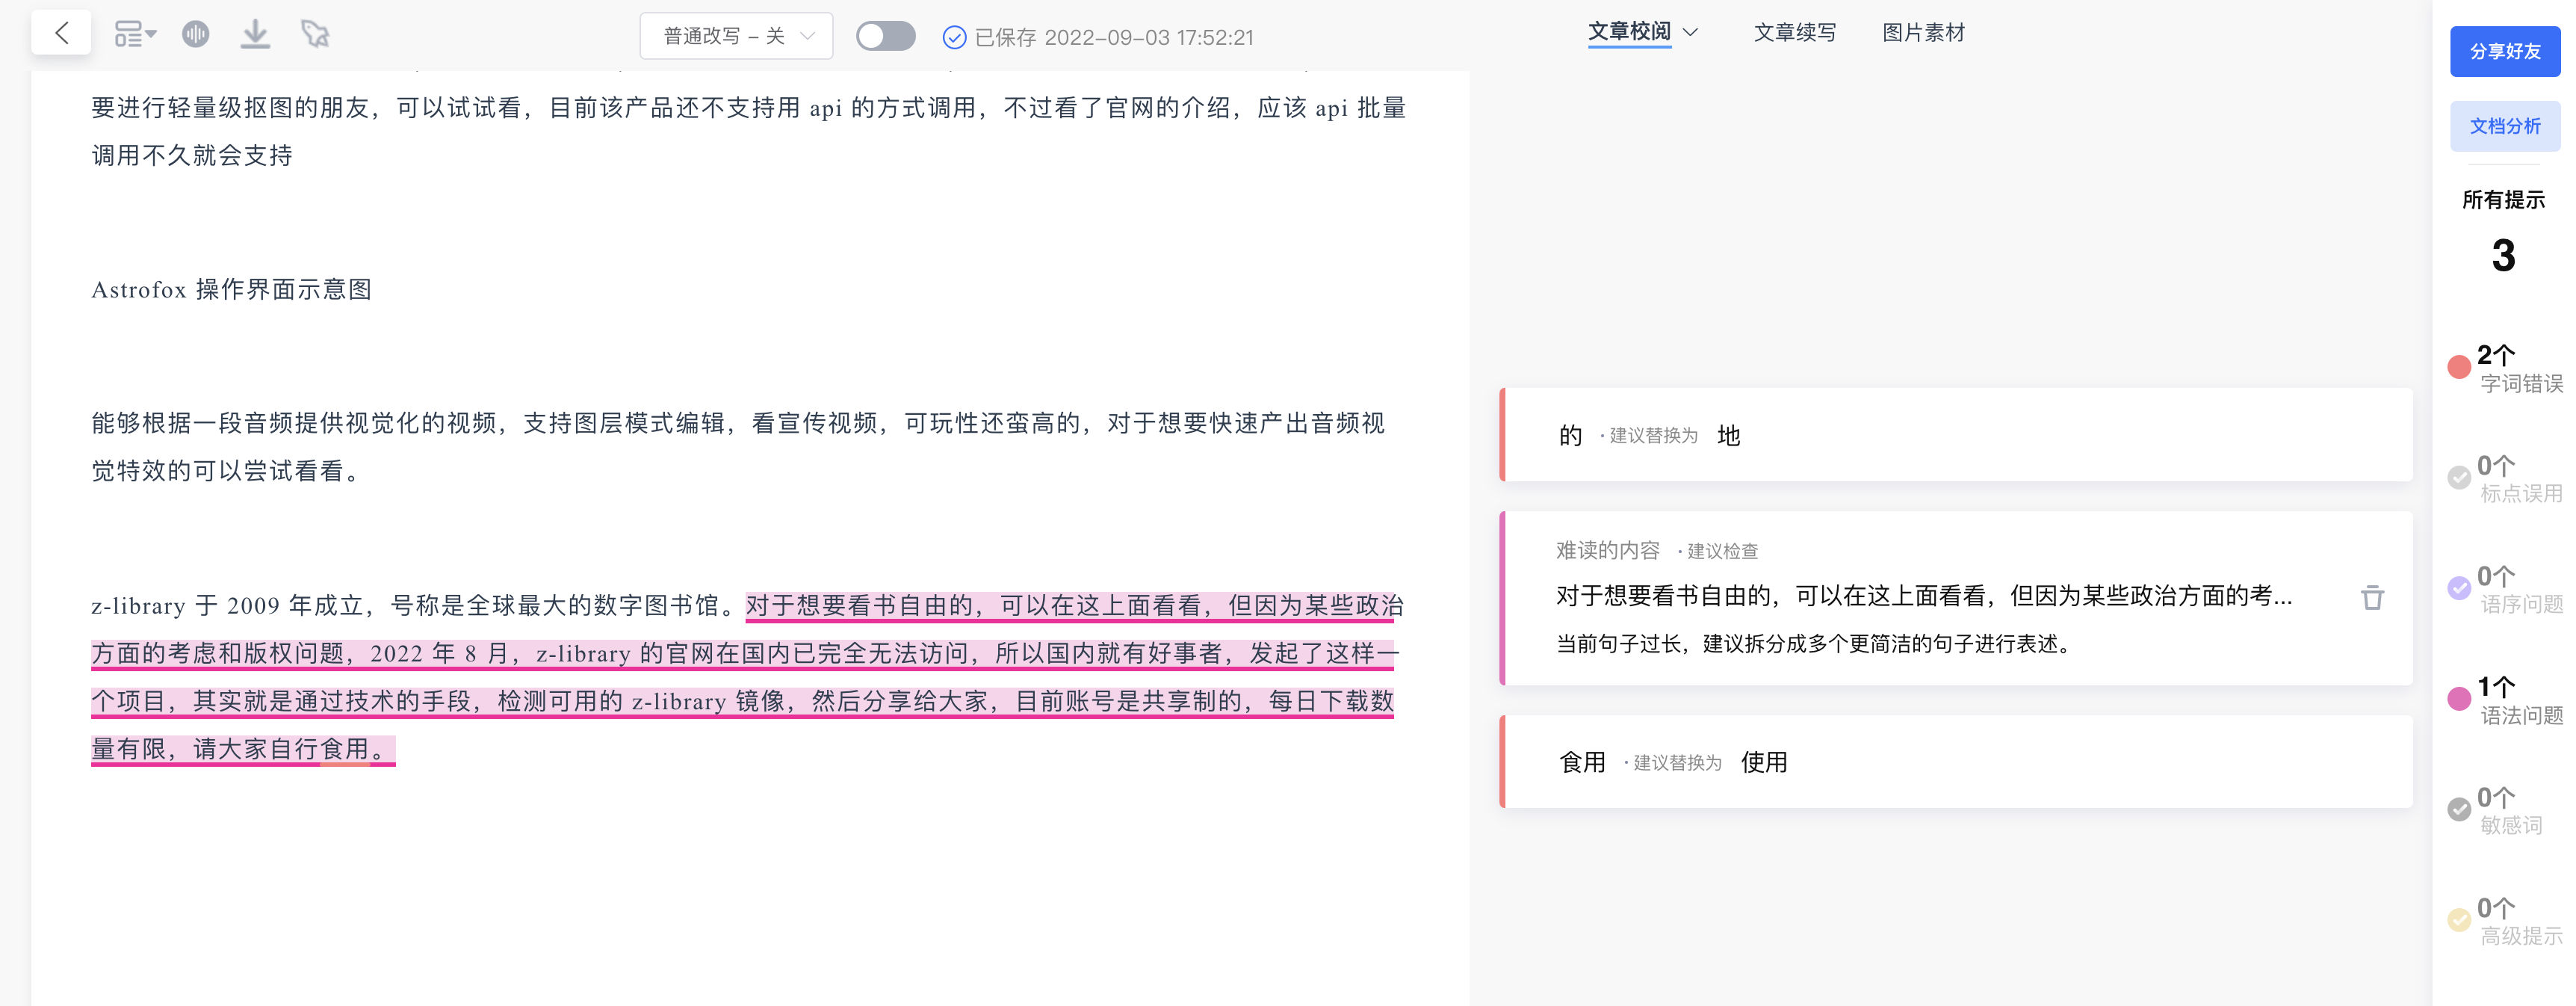 普通改写 – 关
已保存 2022-09-03 17:52:21
文章校阅
文章续写
图片素材
分享好友
文档分析
所有提示
3
2个
字词错误
0个
标点误用
0个
语序问题
1个
语法问题
0个
敏感词
0个
高级提示
要进行轻量级抠图的朋友，可以试试看，目前该产品还不支持用 api 的方式调用，不过看了官网的介绍，应该 api 批量
调用不久就会支持
Astrofox 操作界面示意图
能够根据一段音频提供视觉化的视频，支持图层模式编辑，看宣传视频，可玩性还蛮高的，对于想要快速产出音频视
觉特效的可以尝试看看。
z-library 于 2009 年成立，号称是全球最大的数字图书馆。对于想要看书自由的，可以在这上面看看，但因为某些政治
方面的考虑和版权问题，2022 年 8 月，z-library 的官网在国内已完全无法访问，所以国内就有好事者，发起了这样一
个项目，其实就是通过技术的手段，检测可用的 z-library 镜像，然后分享给大家，目前账号是共享制的，每日下载数
量有限，请大家自行食用。
的 · 建议替换为 地
难读的内容 · 建议检查
对于想要看书自由的，可以在这上面看看，但因为某些政治方面的考...
当前句子过长，建议拆分成多个更简洁的句子进行表述。
食用 · 建议替换为 使用